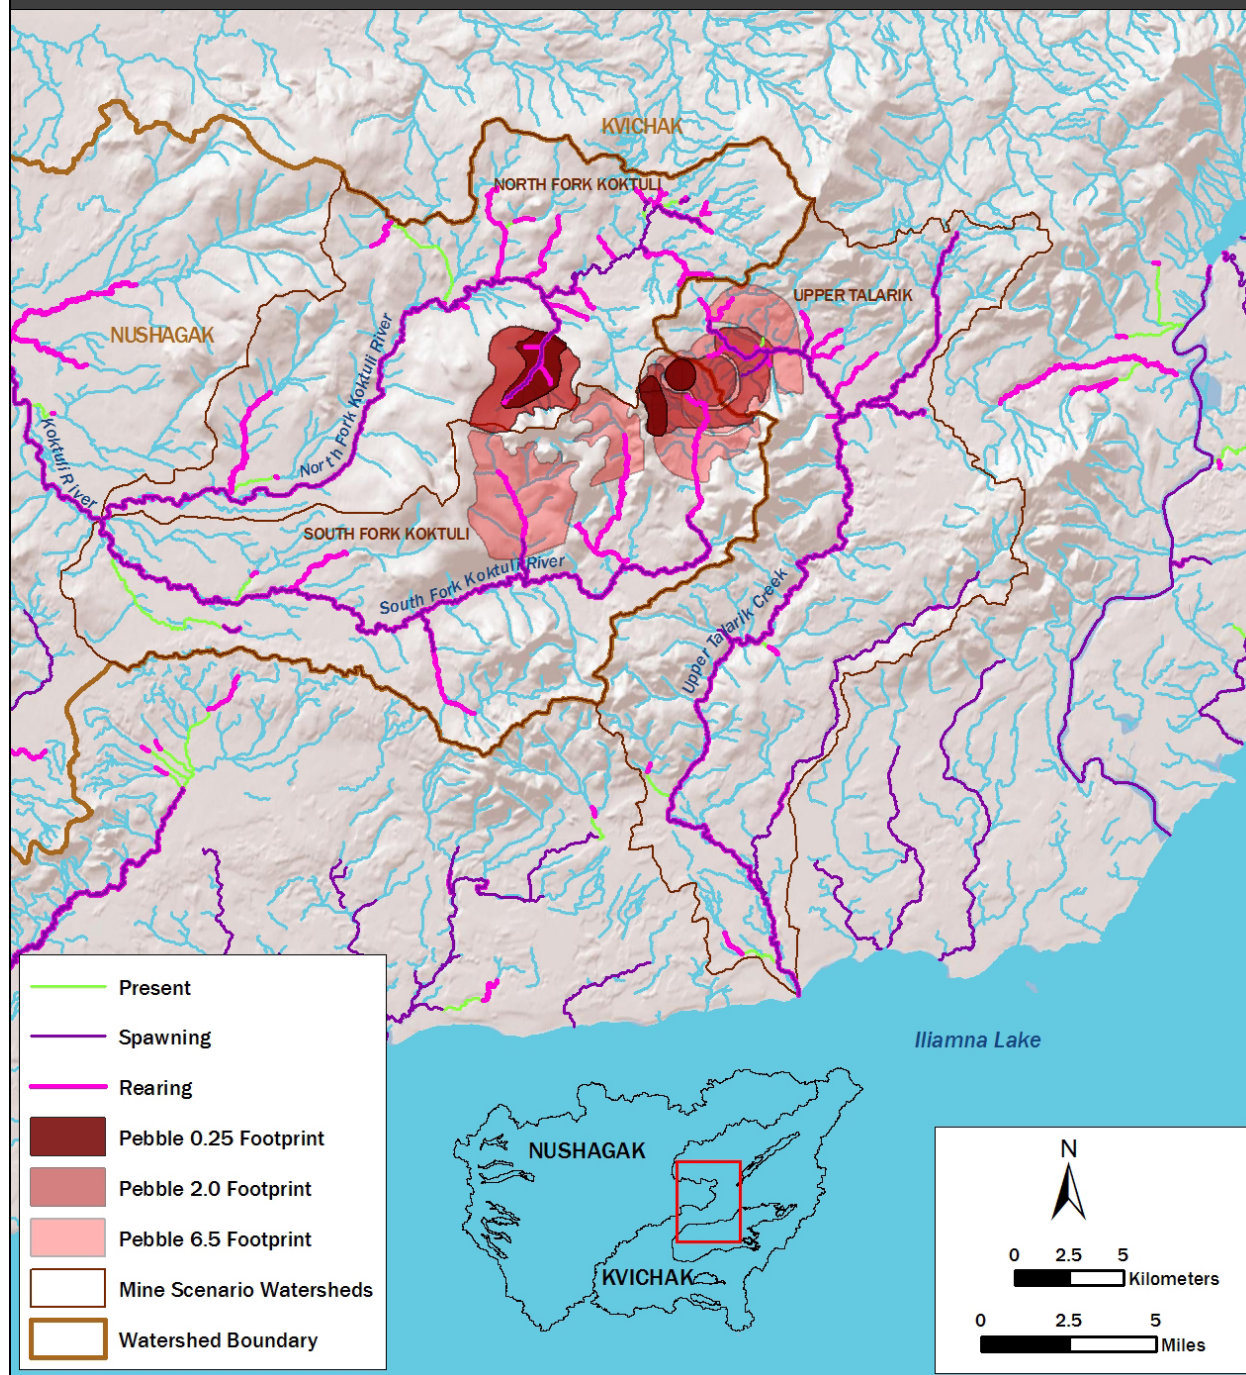 KVICHAK
NORTH FORK KOKTULI
UPPER TALARIK
NUSHAGAK
North Fork Koktuli River
Koktuli River
SOUTH FORK KOKTULI
South Fork Koktuli River
Upper Talarik Creek
Iliamna Lake
Present
Spawning
Rearing
Pebble 0.25 Footprint
Pebble 2.0 Footprint
Pebble 6.5 Footprint
Mine Scenario Watersheds
Watershed Boundary
NUSHAGAK
KVICHAK
N
0 2.5 5
Kilometers
0 2.5 5
Miles